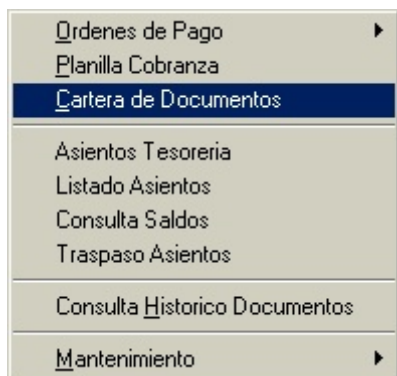 Ordenes de Pago
Planilla Cobranza
Cartera de Documentos
Asientos Tesoreria
Listado Asientos
Consulta Saldos
Traspaso Asientos
Consulta Historico Documentos
Mantenimiento